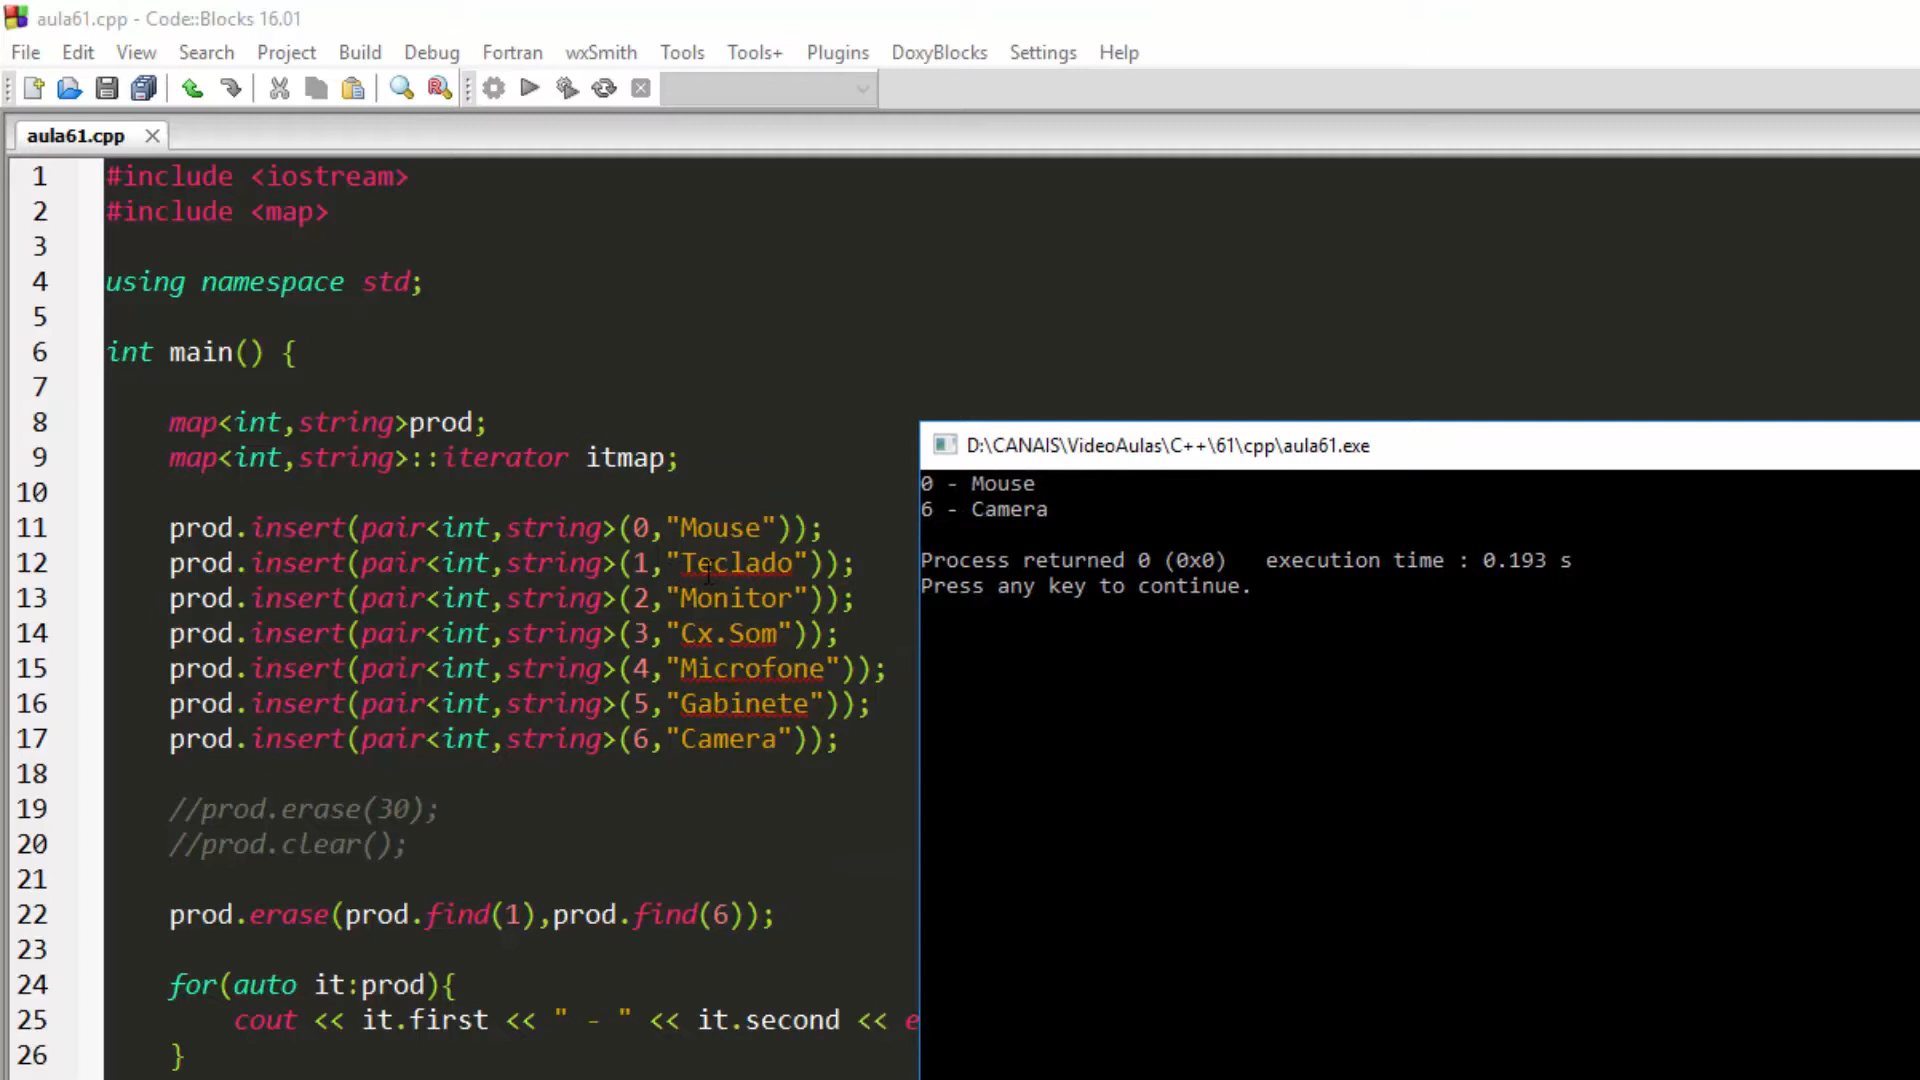 aula61.cpp - Code::Blocks 16.01
File Edit View Search Project Build Debug Fortran wxSmith Tools Tools+ Plugins DoxyBlocks Settings Help
aula61.cpp
1 #include <iostream>
2 #include <map>
3
4 using namespace std;
5
6 int main() {
7
8 map<int,string>prod;
9 map<int,string>::iterator itmap;
10
11 prod.insert(pair<int,string>(0,"Mouse"));
12 prod.insert(pair<int,string>(1,"Teclado"));
13 prod.insert(pair<int,string>(2,"Monitor"));
14 prod.insert(pair<int,string>(3,"Cx.Som"));
15 prod.insert(pair<int,string>(4,"Microfone"));
16 prod.insert(pair<int,string>(5,"Gabinete"));
17 prod.insert(pair<int,string>(6,"Camera"));
18
19 //prod.erase(30);
20 //prod.clear();
21
22 prod.erase(prod.find(1),prod.find(6));
23
24 for(auto it:prod){
25 cout << it.first << " - " << it.second << e
26 }
D:\CANAIS\VideoAulas\C++\61\cpp\aula61.exe
0 - Mouse
6 - Camera
Process returned 0 (0x0) execution time : 0.193 s
Press any key to continue.